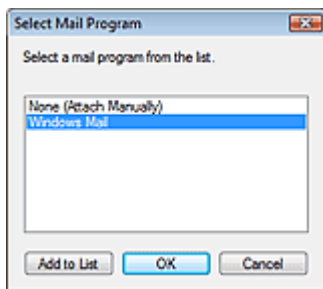 Select Mail Program
Select a mail program from the list.
None (Attach Manually)
Windows Mail
Add to List OK Cancel